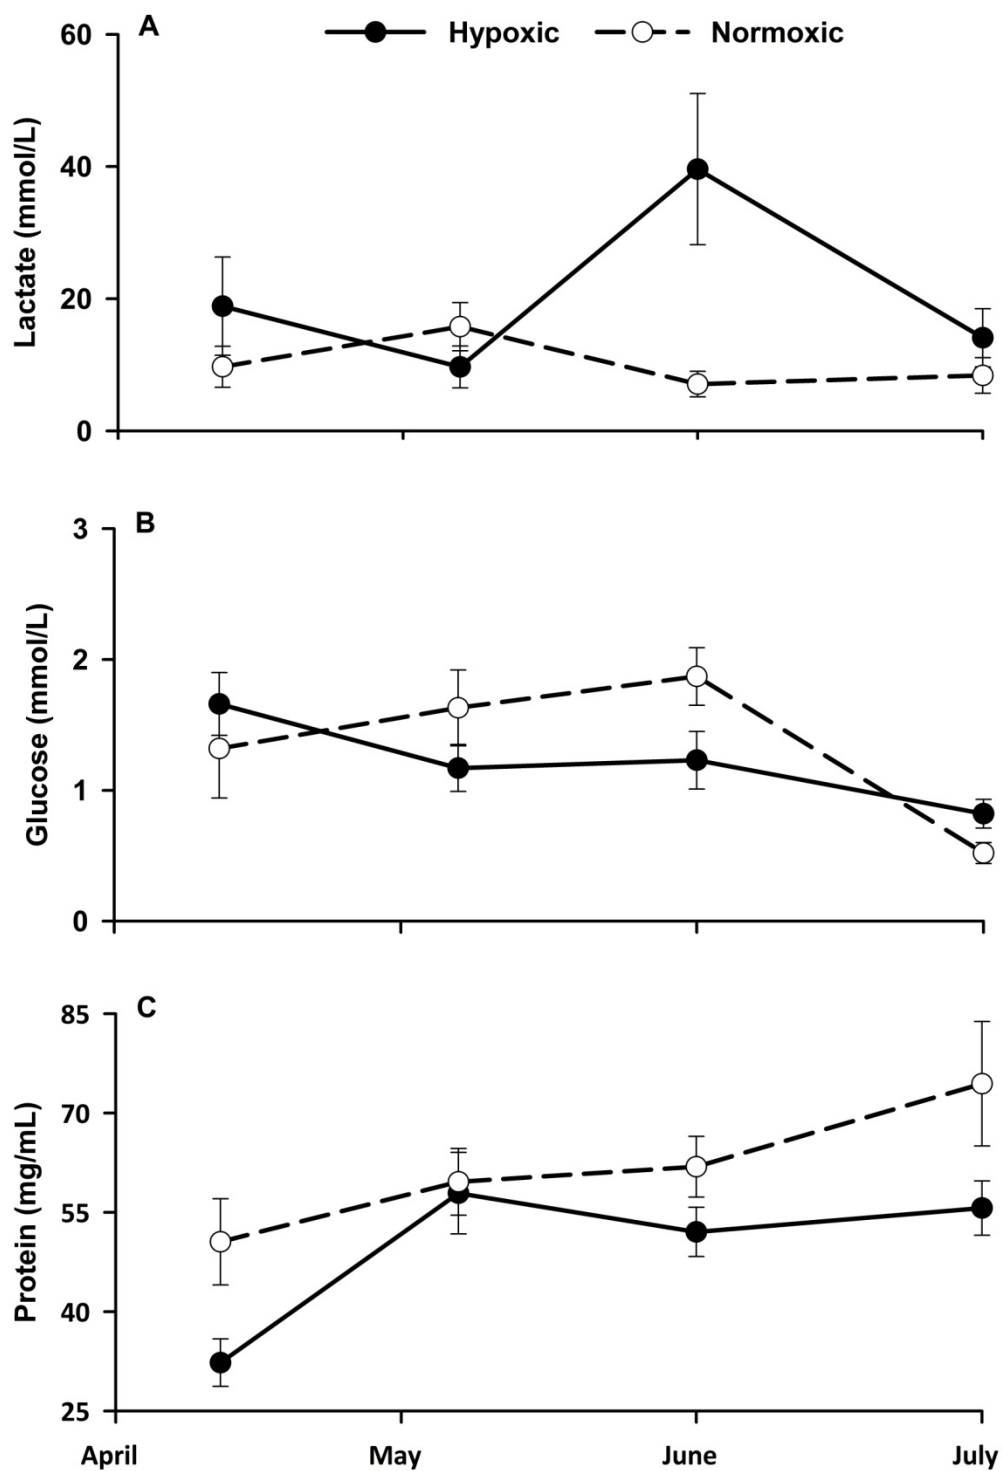 A
Hypoxic
Normoxic
60
40
20
0
Lactate (mmol/L)
B
3
2
1
0
Glucose (mmol/L)
C
85
70
55
40
25
Protein (mg/mL)
April May June July